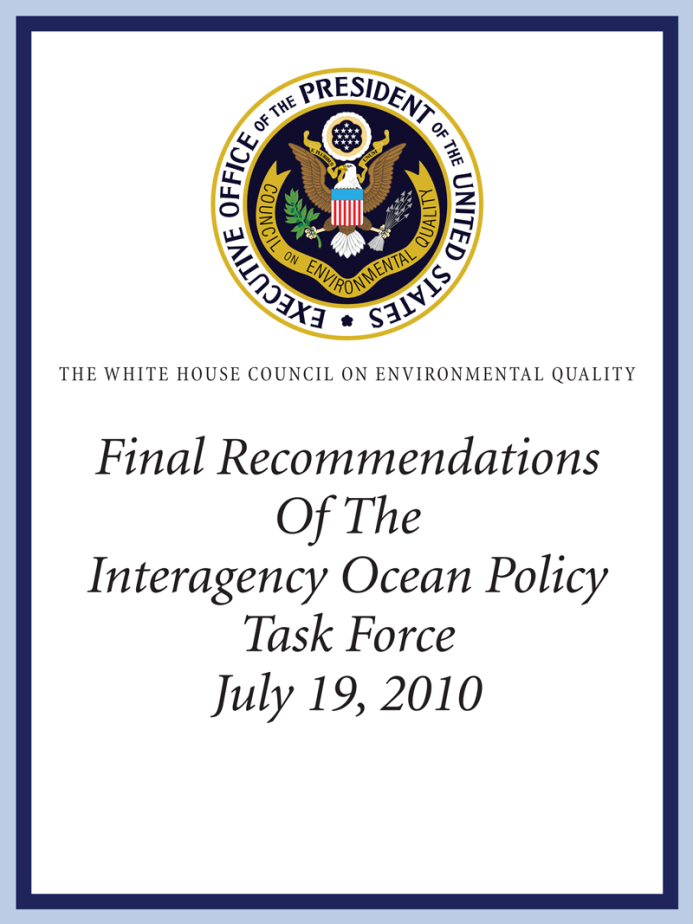 EXECUTIVE OFFICE OF THE PRESIDENT OF THE UNITED STATES
COUNCIL ON ENVIRONMENTAL QUALITY
THE WHITE HOUSE COUNCIL ON ENVIRONMENTAL QUALITY
Final Recommendations
Of The
Interagency Ocean Policy
Task Force
July 19, 2010